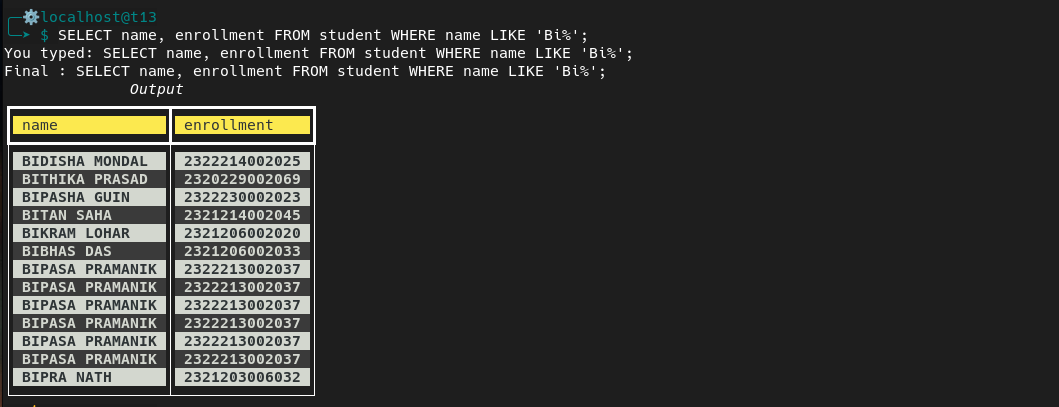 localhost@t13
$ SELECT name, enrollment FROM student WHERE name LIKE 'Bi%';
You typed: SELECT name, enrollment FROM student WHERE name LIKE 'Bi%';
Final : SELECT name, enrollment FROM student WHERE name LIKE 'Bi%';
Output
name enrollment
BIDISHA MONDAL 2322214002025
BITHIKA PRASAD 2320229002069
BIPASHA GUIN 2322230002023
BITAN SAHA 2321214002045
BIKRAM LOHAR 2321206002020
BIBHAS DAS 2321206002033
BIPASA PRAMANIK 2322213002037
BIPASA PRAMANIK 2322213002037
BIPASA PRAMANIK 2322213002037
BIPASA PRAMANIK 2322213002037
BIPASA PRAMANIK 2322213002037
BIPASA PRAMANIK 2322213002037
BIPRA NATH 2321203006032